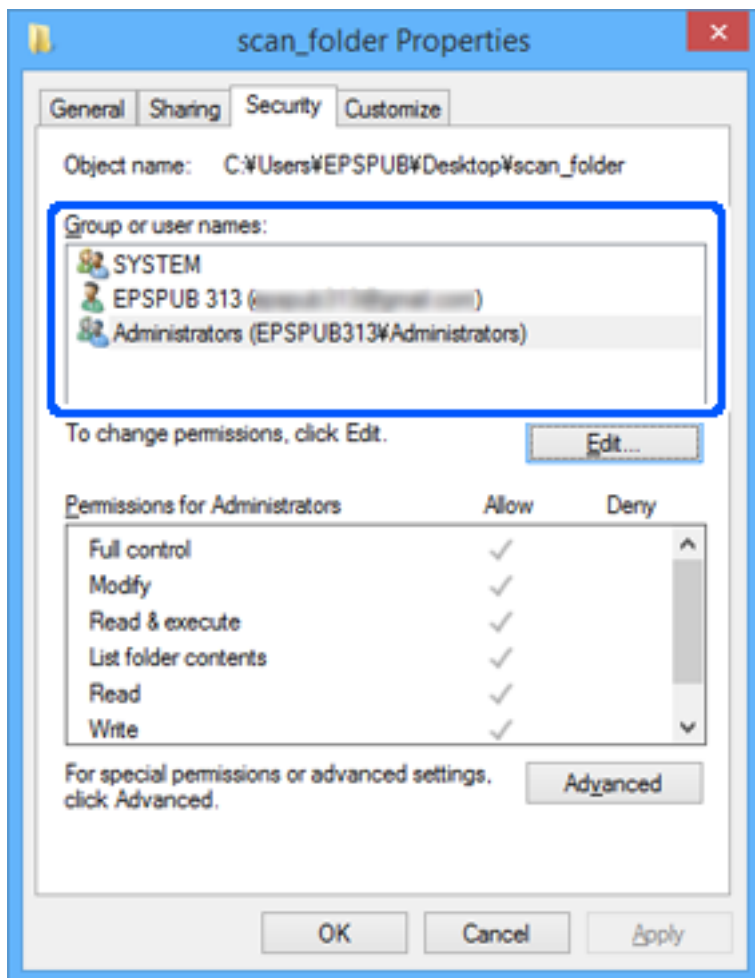 scan_folder Properties
General Sharing Security Customize
Object name: C:¥Users¥EPSPUB¥Desktop¥scan_folder
Group or user names:
SYSTEM
EPSPUB 313 ( )
Administrators (EPSPUB313¥Administrators)
To change permissions, click Edit.
Edit...
Permissions for Administrators Allow Deny
Full control
Modify
Read & execute
List folder contents
Read
Write
For special permissions or advanced settings,
click Advanced.
Advanced
OK Cancel Apply